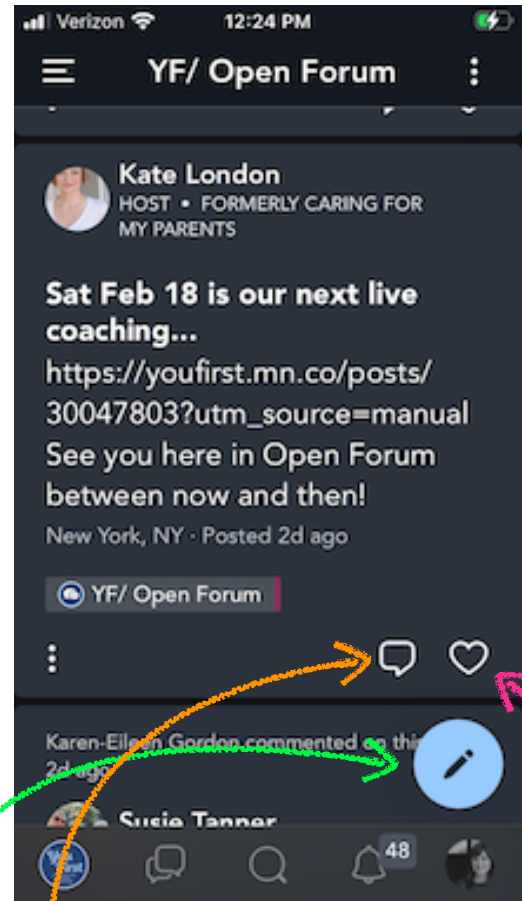 Verizon 12:24 PM
YF/ Open Forum
Kate London
HOST • FORMERLY CARING FOR
MY PARENTS
Sat Feb 18 is our next live
coaching...
https://youfirst.mn.co/posts/
30047803?utm_source=manual
See you here in Open Forum
between now and then!
New York, NY · Posted 2d ago
YF/ Open Forum
Karen-Eileen Gordon commented on this
2d ago
Susie Tanner
48